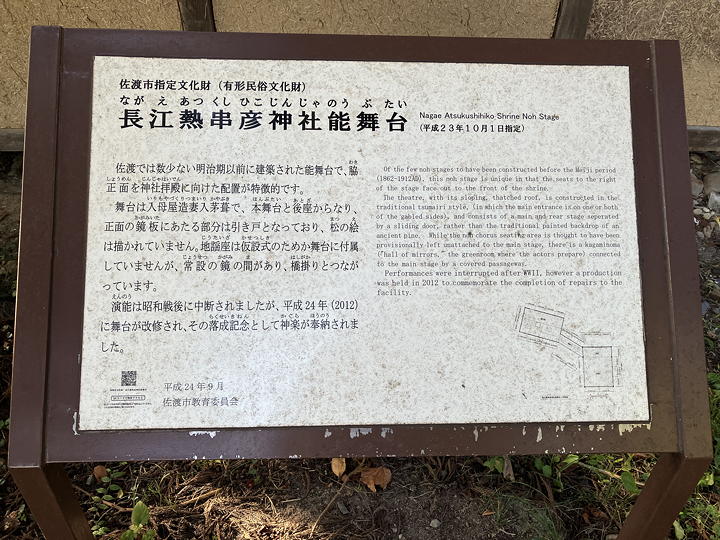 佐渡市指定文化財（有形民俗文化財）
ながえあつくしひこじんじゃのうぶたい
長江熱串彦神社能舞台
Nagae Atsukushihiko Shrine Noh Stage
（平成２３年１０月１日指定）
佐渡では数少ない明治期以前に建築された能舞台で、脇
正面を神社拝殿に向けた配置が特徴的です。
舞台は入母屋造妻入茅葺で、本舞台と後座からなり、
正面の鏡板にあたる部分は引き戸となっており、松の絵
は描かれていません。地謡座は仮設式のためか舞台に付属
していませんが、常設の鏡の間があり、橋掛りとつなが
っています。
演能は昭和戦後に中断されましたが、平成24年(2012)
に舞台が改修され、その落成記念として神楽が奉納されま
した。
平成24年9月
佐渡市教育委員会
Of the few noh stages to have been constructed before the Meiji period
(1862-1912AD), this noh stage is unique in that the seats to the right
of the stage face out to the front of the shrine.
The theatre, with its sloping, thatched roof, is constructed in the
traditional tsumairi style, (in which the main entrance is on one or both
of the gabled sides), and consists of a main and rear stage seperated
by a sliding door, rather than the traditional painted backdrop of an
ancient pine. While the noh chorus seating area is thought to have been
provisionally left unattached to the main stage, there is a kagaminoma
("hall of mirrors," the greenroom where the actors prepare) connected
to the main stage by a covered passageway.
Performances were interrupted after WWII, however a production
was held in 2012 to commemorate the completion of repairs to the
facility.